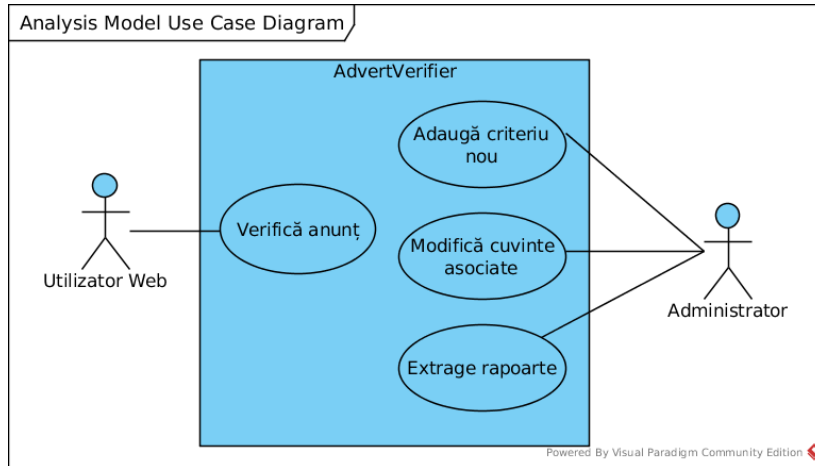 Analysis Model Use Case Diagram
AdvertVerifier
Adaugă criteriu
nou
Verifică anunț
Modifică cuvinte
asociate
Utilizator Web
Administrator
Extrage rapoarte
Powered By Visual Paradigm Community Edition